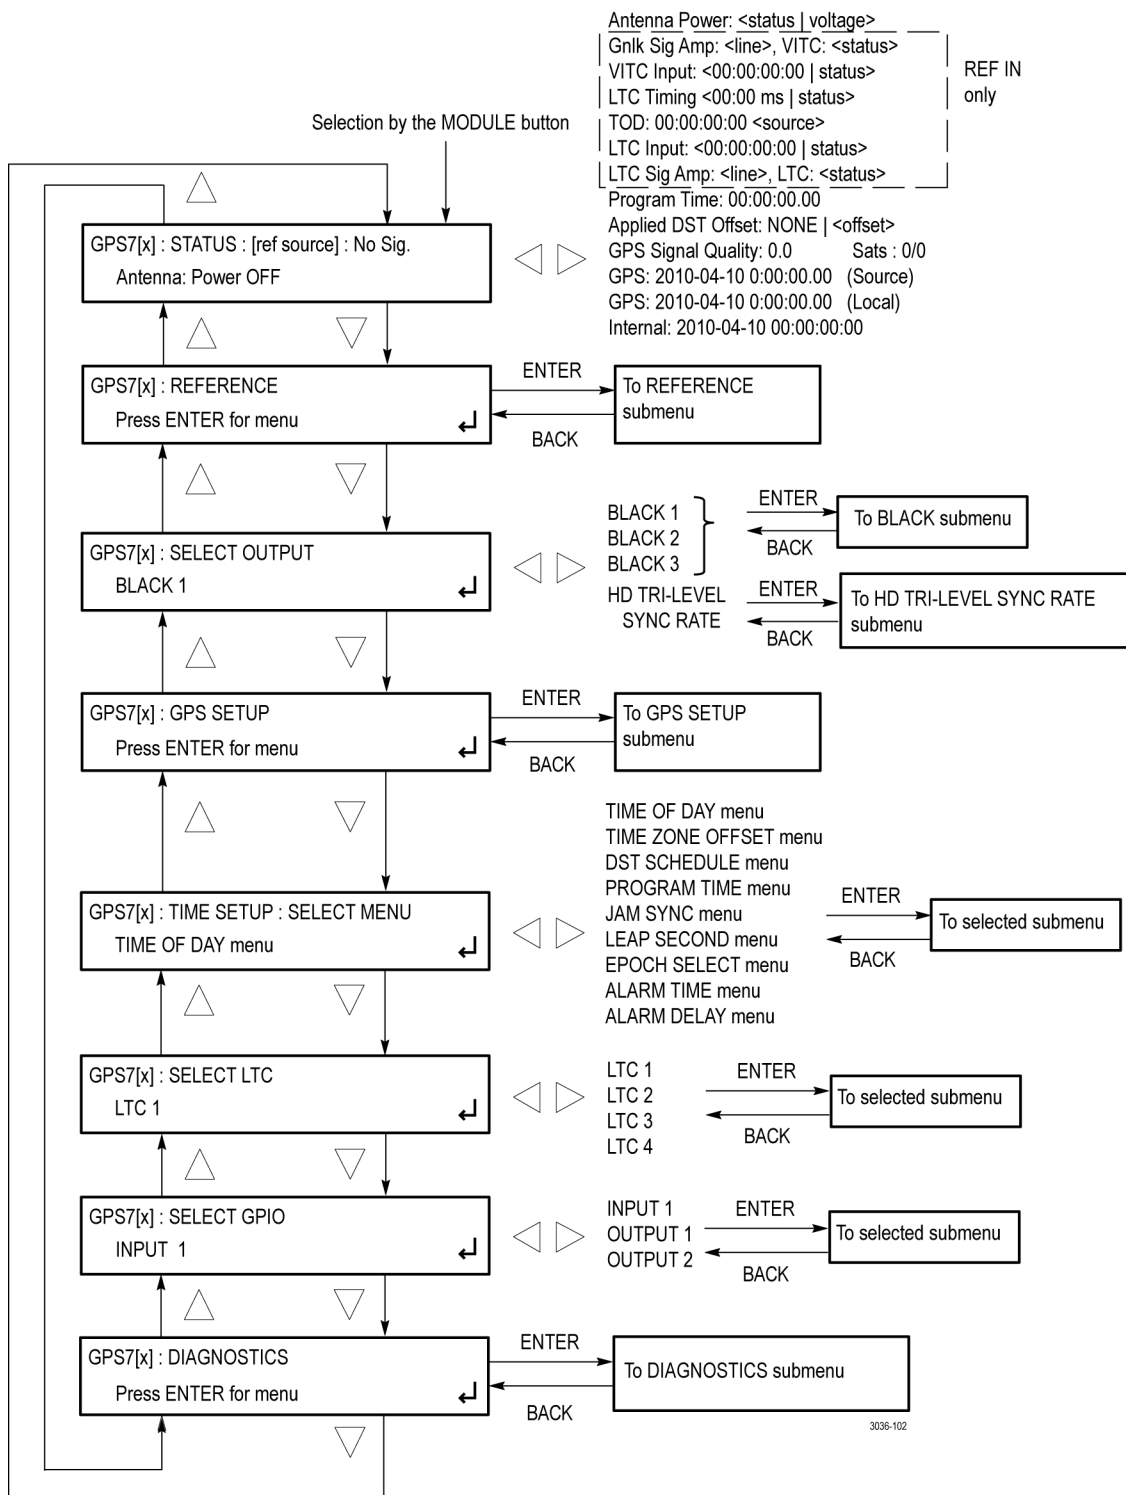 Antenna Power: <status | voltage>
Gnlk Sig Amp: <line>, VITC: <status>
VITC Input: <00:00:00:00 | status>
LTC Timing <00:00 ms | status>
TOD: 00:00:00:00 <source>
LTC Input: <00:00:00:00 | status>
LTC Sig Amp: <line>, LTC: <status>
REF IN
only
Program Time: 00:00:00.00
Applied DST Offset: NONE | <offset>
GPS Signal Quality: 0.0 Sats : 0/0
GPS: 2010-04-10 0:00:00.00 (Source)
GPS: 2010-04-10 0:00:00.00 (Local)
Internal: 2010-04-10 00:00:00:00
Selection by the MODULE button
GPS7[x] : STATUS : [ref source] : No Sig.
Antenna: Power OFF
GPS7[x] : REFERENCE
Press ENTER for menu
ENTER
BACK
To REFERENCE
submenu
GPS7[x] : SELECT OUTPUT
BLACK 1
BLACK 1
BLACK 2
BLACK 3
ENTER
BACK
To BLACK submenu
HD TRI-LEVEL
SYNC RATE
ENTER
BACK
To HD TRI-LEVEL SYNC RATE
submenu
GPS7[x] : GPS SETUP
Press ENTER for menu
ENTER
BACK
To GPS SETUP
submenu
GPS7[x] : TIME SETUP : SELECT MENU
TIME OF DAY menu
TIME OF DAY menu
TIME ZONE OFFSET menu
DST SCHEDULE menu
PROGRAM TIME menu
JAM SYNC menu
LEAP SECOND menu
EPOCH SELECT menu
ALARM TIME menu
ALARM DELAY menu
ENTER
BACK
To selected submenu
GPS7[x] : SELECT LTC
LTC 1
LTC 1
LTC 2
LTC 3
LTC 4
ENTER
BACK
To selected submenu
GPS7[x] : SELECT GPIO
INPUT 1
INPUT 1
OUTPUT 1
OUTPUT 2
ENTER
BACK
To selected submenu
GPS7[x] : DIAGNOSTICS
Press ENTER for menu
ENTER
BACK
To DIAGNOSTICS submenu
3036-102